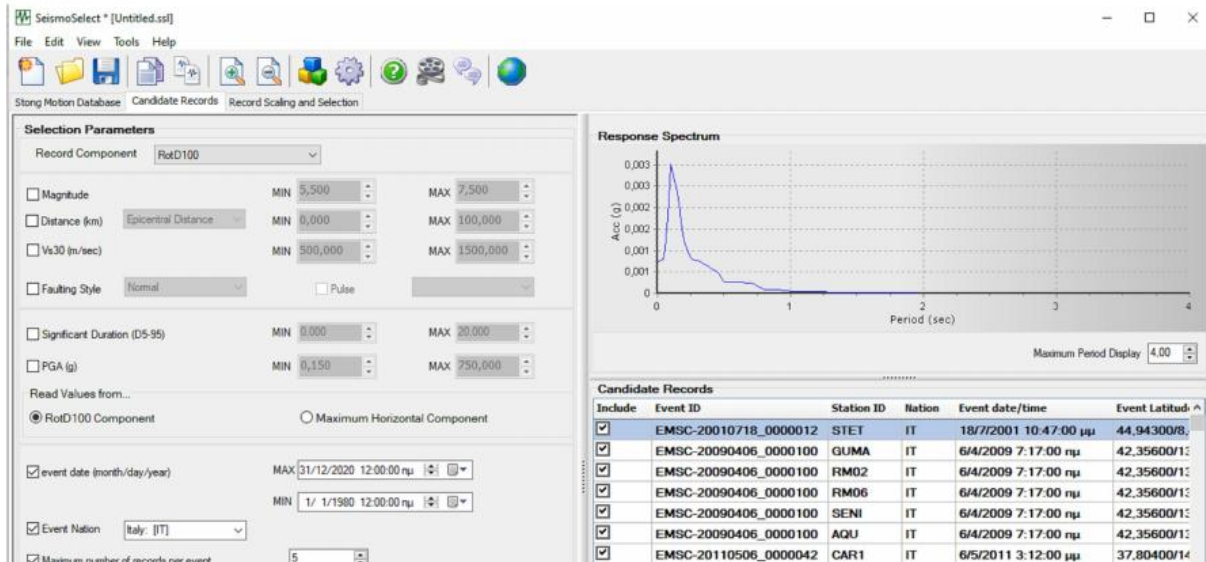 SeismoSelect * [Untitled.ssl]
File Edit View Tools Help
Stong Motion Database Candidate Records Record Scaling and Selection
Selection Parameters
Record Component RotD100
Magnitude MIN 5,500 MAX 7,500
Distance (km) Epicentral Distance MIN 0,000 MAX 100,000
Vs30 (m/sec) MIN 500,000 MAX 1500,000
Faulting Style Normal Pulse
Significant Duration (D5-95) MIN 0.000 MAX 20.000
PGA (g) MIN 0,150 MAX 750,000
Read Values from...
RotD100 Component Maximum Horizontal Component
event date (month/day/year) MAX 31/12/2020 12:00:00 πμ
MIN 1/ 1/1980 12:00:00 πμ
Event Nation Italy: [IT]
Maximum number of records per event 5
Response Spectrum
Acc (g)
0,003
0,003
0,002
0,002
0,001
0,001
0
0 1 2 3 4
Period (sec)
Maximum Period Display 4,00
Candidate Records
Include Event ID Station ID Nation Event date/time Event Latitud
EMSC-20010718_0000012 STET IT 18/7/2001 10:47:00 μμ 44,94300/8,
EMSC-20090406_0000100 GUMA IT 6/4/2009 7:17:00 πμ 42,35600/13
EMSC-20090406_0000100 RM02 IT 6/4/2009 7:17:00 πμ 42,35600/13
EMSC-20090406_0000100 RM06 IT 6/4/2009 7:17:00 πμ 42,35600/13
EMSC-20090406_0000100 SENI IT 6/4/2009 7:17:00 πμ 42,35600/13
EMSC-20090406_0000100 AQU IT 6/4/2009 7:17:00 πμ 42,35600/13
EMSC-20110506_0000042 CAR1 IT 6/5/2011 3:12:00 μμ 37,80400/14